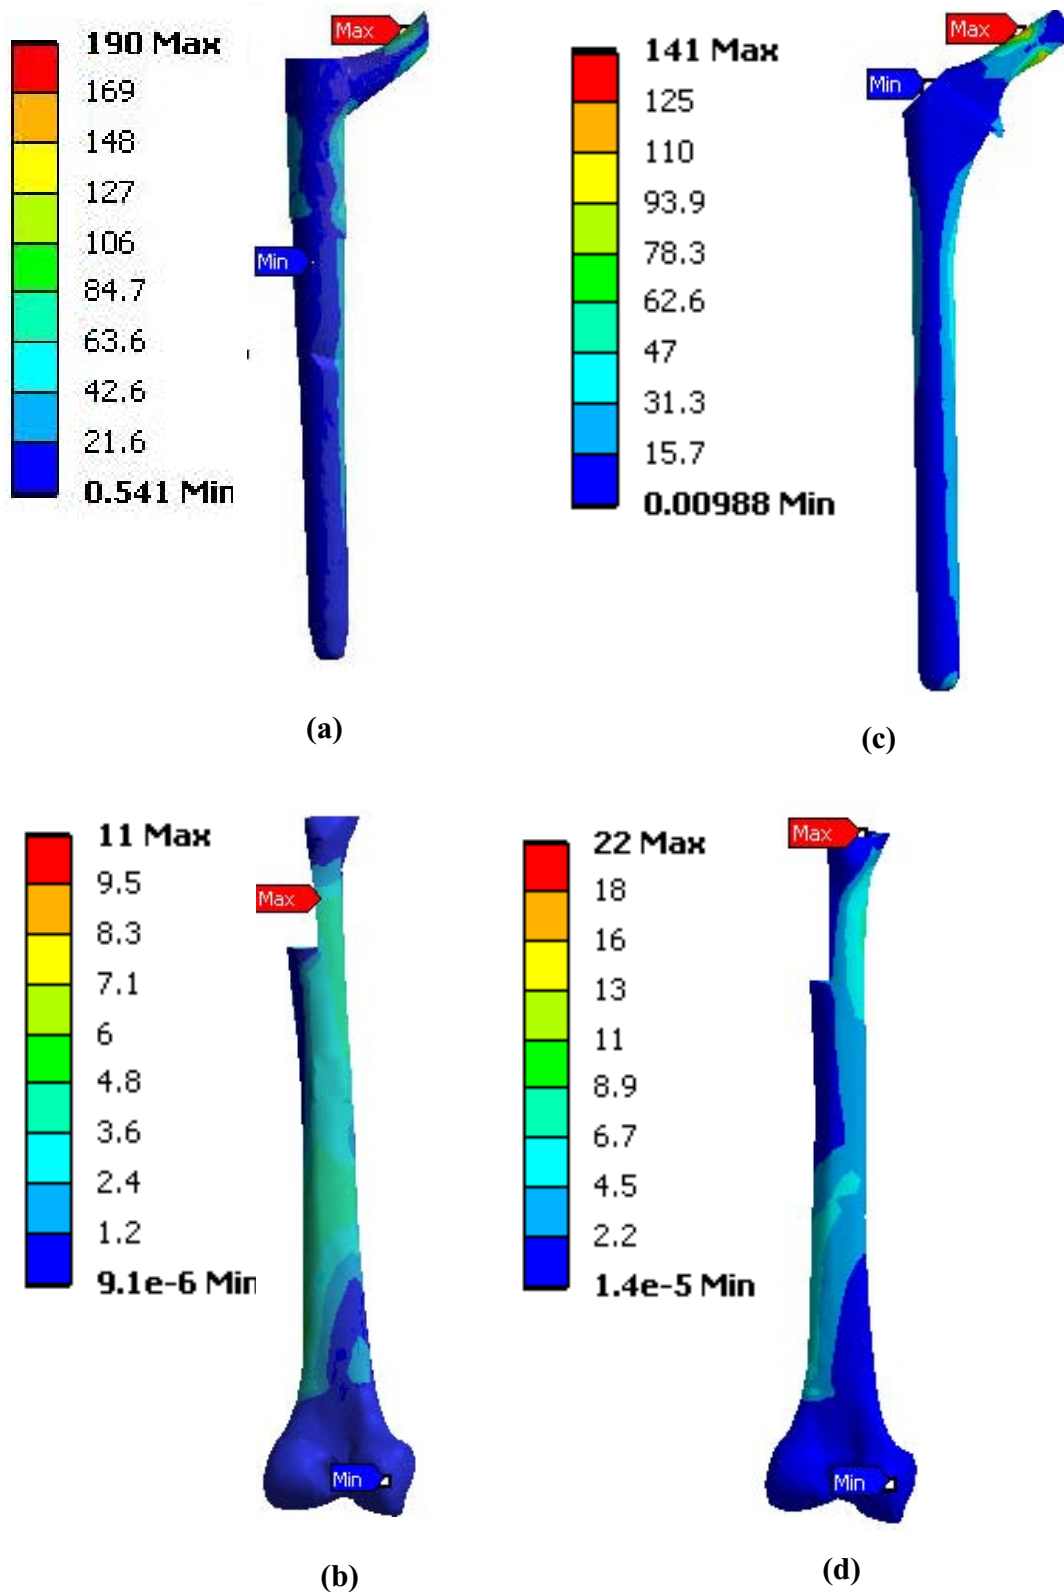 190 Max
169
148
127
106
84.7
63.6
42.6
21.6
0.541 Min
Max
Min
(a)
141 Max
125
110
93.9
78.3
62.6
47
31.3
15.7
0.00988 Min
Max
Min
(c)
11 Max
9.5
8.3
7.1
6
4.8
3.6
2.4
1.2
9.1e-6 Min
Max
Min
(b)
22 Max
18
16
13
11
8.9
6.7
4.5
2.2
1.4e-5 Min
Max
Min
(d)